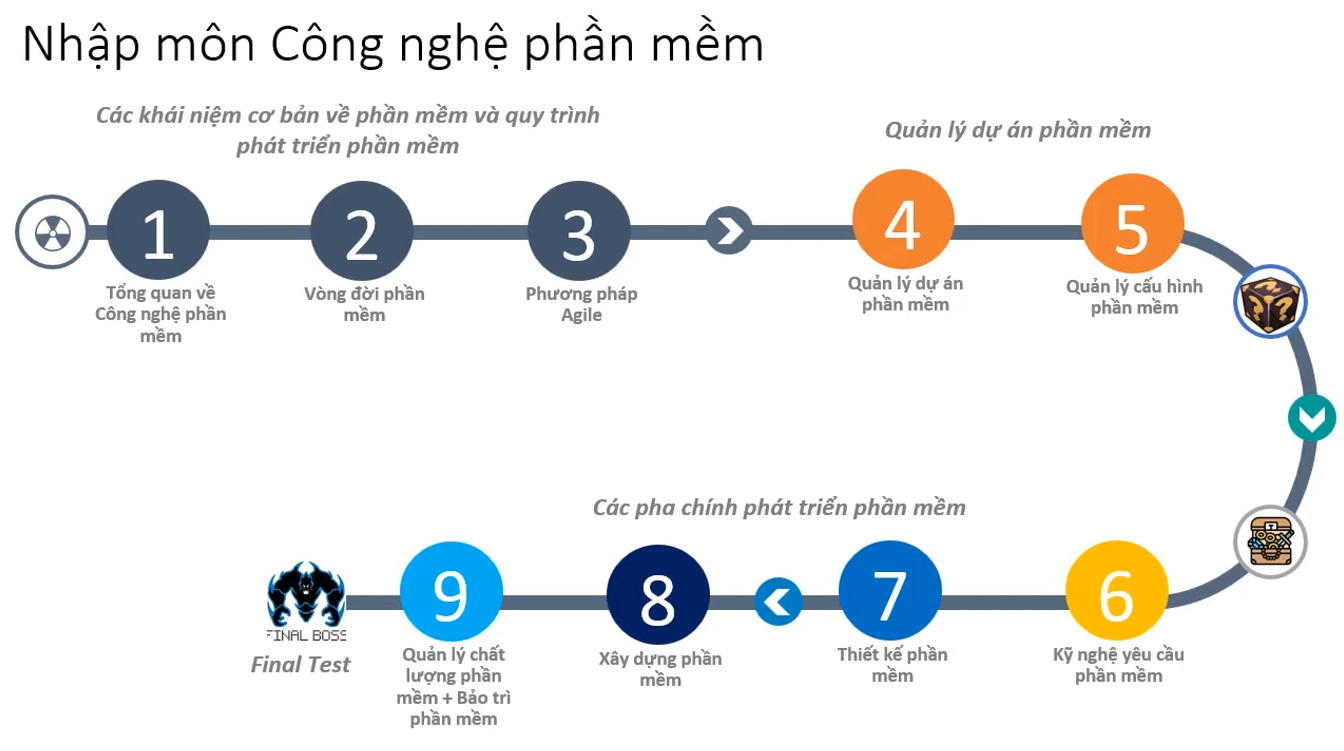 Nhập môn Công nghệ phần mềm
Các khái niệm cơ bản về phần mềm và quy trình
phát triển phần mềm
Quản lý dự án phần mềm
1
2
3
4
5
Tổng quan về
Công nghệ phần
mềm
Vòng đời phần
mềm
Phương pháp
Agile
Quản lý dự án
phần mềm
Quản lý cấu hình
phần mềm
Các pha chính phát triển phần mềm
9
8
7
6
FINAL BOSS
Final Test
Quản lý chất
lượng phần
mềm + Bảo trì
phần mềm
Xây dựng phần
mềm
Thiết kế phần
mềm
Kỹ nghệ yêu cầu
phần mềm